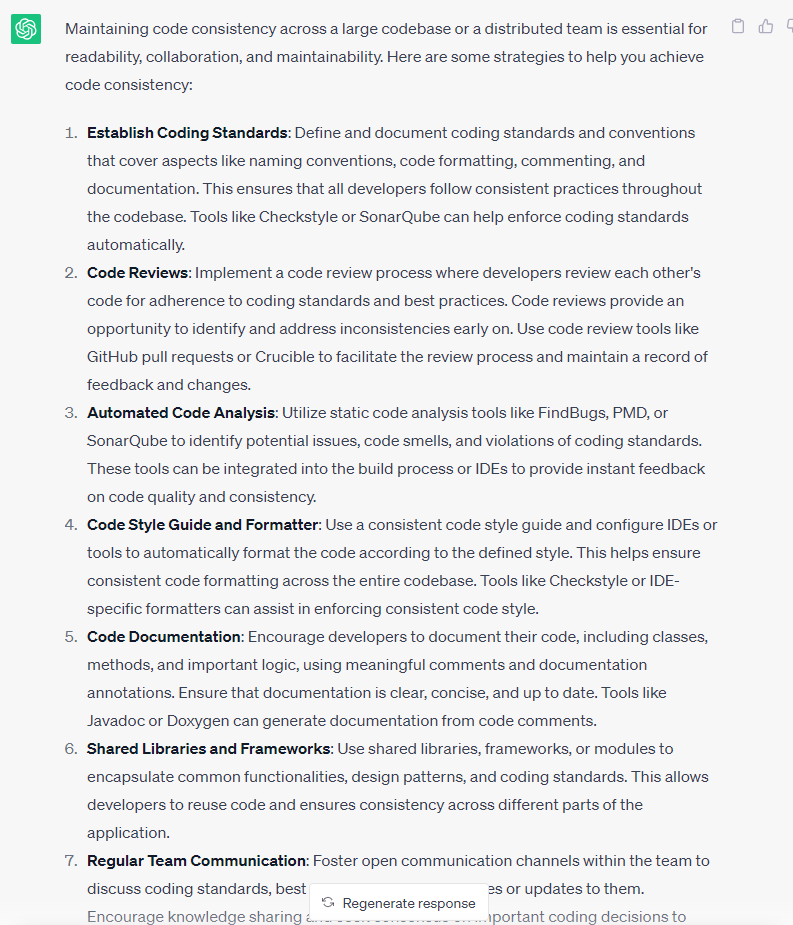 Maintaining code consistency across a large codebase or a distributed team is essential for
readability, collaboration, and maintainability. Here are some strategies to help you achieve
code consistency:
1. Establish Coding Standards: Define and document coding standards and conventions
that cover aspects like naming conventions, code formatting, commenting, and
documentation. This ensures that all developers follow consistent practices throughout
the codebase. Tools like Checkstyle or SonarQube can help enforce coding standards
automatically.
2. Code Reviews: Implement a code review process where developers review each other's
code for adherence to coding standards and best practices. Code reviews provide an
opportunity to identify and address inconsistencies early on. Use code review tools like
GitHub pull requests or Crucible to facilitate the review process and maintain a record of
feedback and changes.
3. Automated Code Analysis: Utilize static code analysis tools like FindBugs, PMD, or
SonarQube to identify potential issues, code smells, and violations of coding standards.
These tools can be integrated into the build process or IDEs to provide instant feedback
on code quality and consistency.
4. Code Style Guide and Formatter: Use a consistent code style guide and configure IDEs or
tools to automatically format the code according to the defined style. This helps ensure
consistent code formatting across the entire codebase. Tools like Checkstyle or IDE-
specific formatters can assist in enforcing consistent code style.
5. Code Documentation: Encourage developers to document their code, including classes,
methods, and important logic, using meaningful comments and documentation
annotations. Ensure that documentation is clear, concise, and up to date. Tools like
Javadoc or Doxygen can generate documentation from code comments.
6. Shared Libraries and Frameworks: Use shared libraries, frameworks, or modules to
encapsulate common functionalities, design patterns, and coding standards. This allows
developers to reuse code and ensures consistency across different parts of the
application.
7. Regular Team Communication: Foster open communication channels within the team to
discuss coding standards, best es or updates to them.
Regenerate response
Encourage knowledge sharing on important coding decisions to